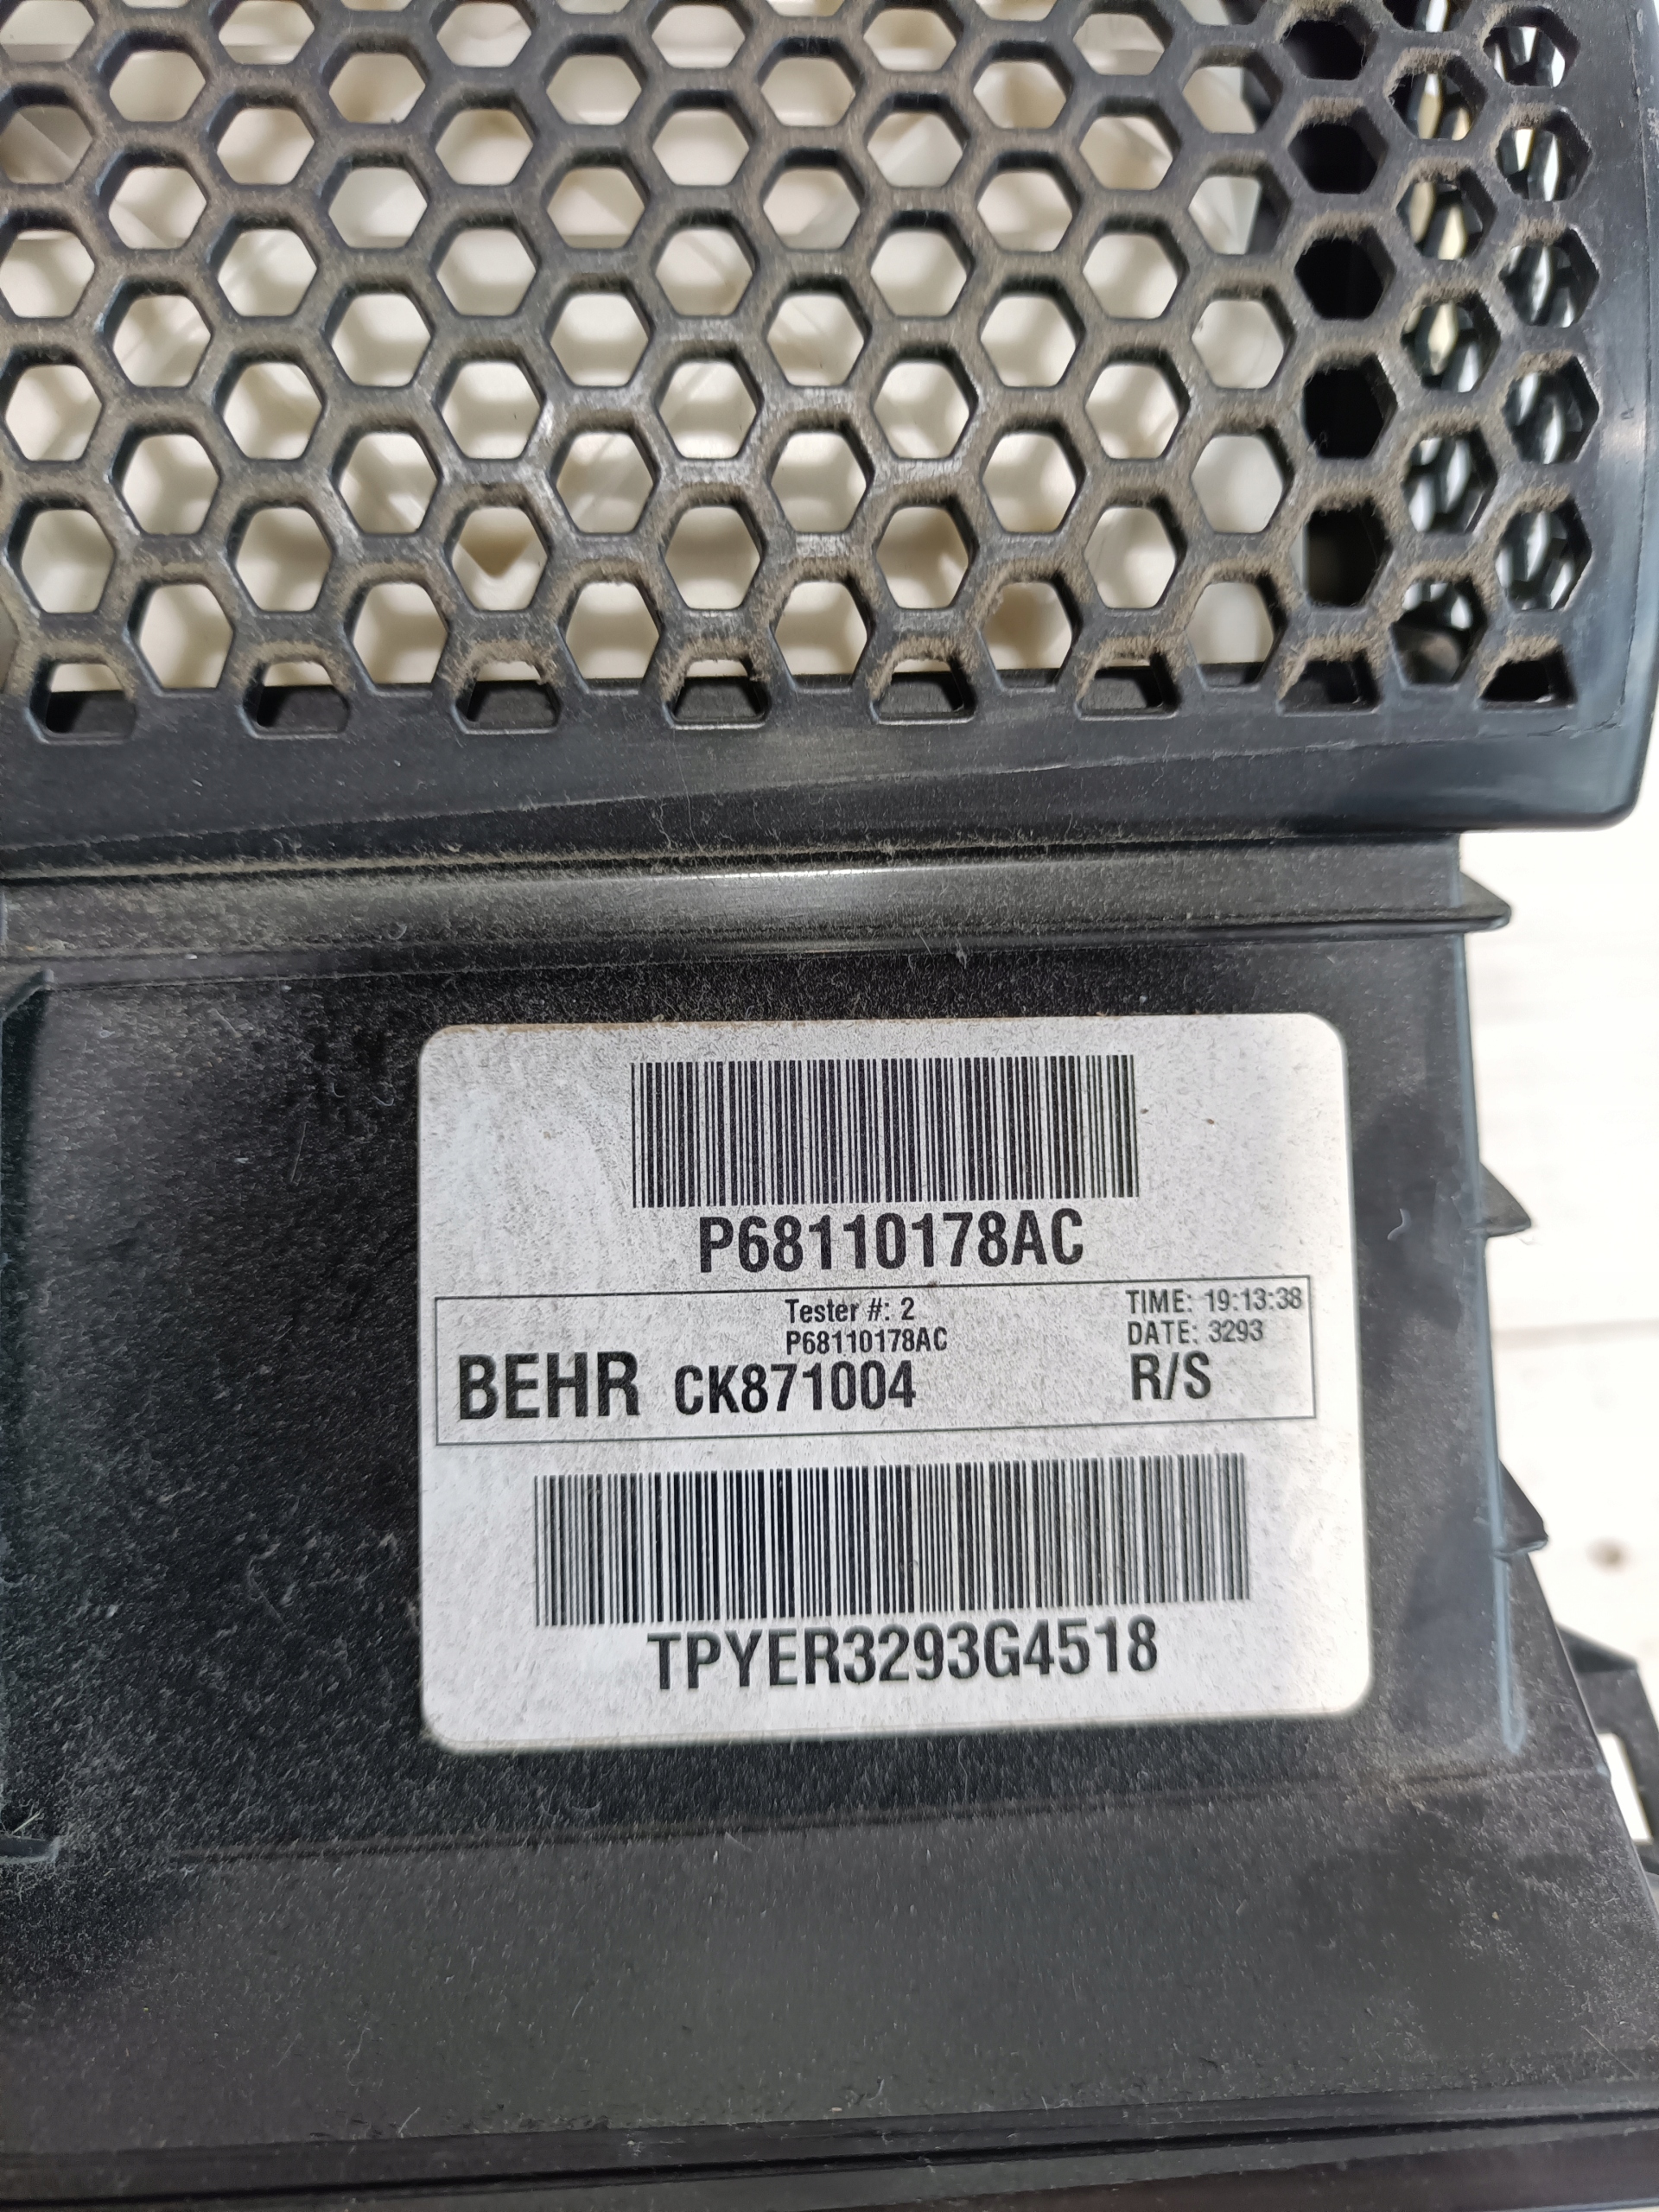 P68110178AC
Tester #: 2
TIME: 19:13:38
P68110178AC
DATE: 3293
BEHR CK871004
R/S
TPYER3293G4518